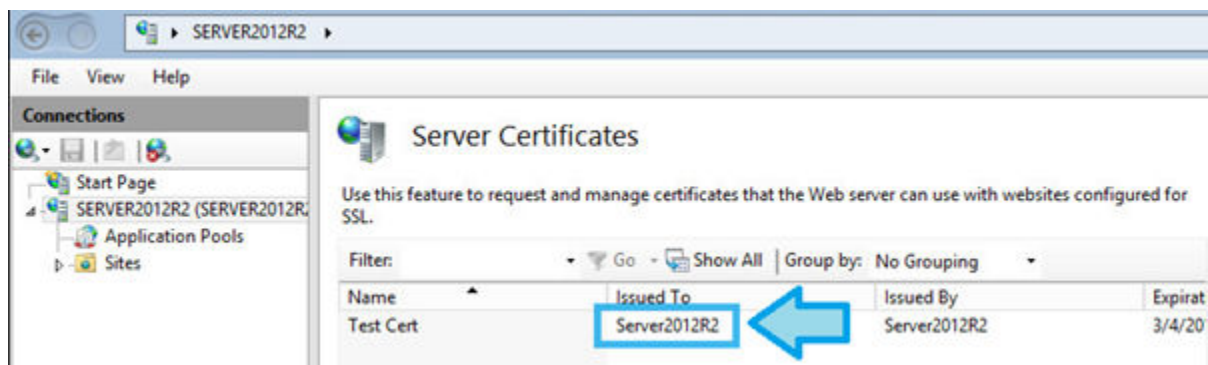 SERVER2012R2
File View Help
Connections
Start Page
SERVER2012R2 (SERVER2012R
Application Pools
Sites
Server Certificates
Use this feature to request and manage certificates that the Web server can use with websites configured for
SSL.
Filter: Go Show All Group by: No Grouping
Name Issued To Issued By Expirat
Test Cert Server2012R2 Server2012R2 3/4/20